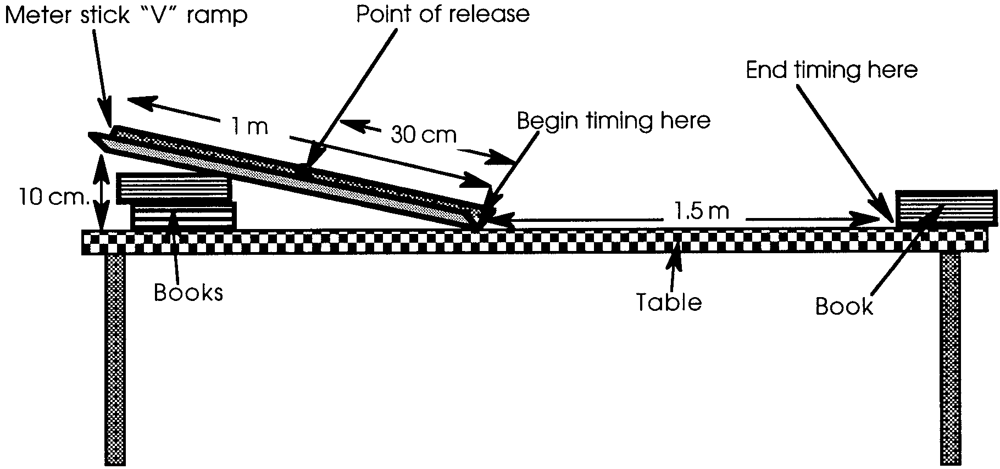 Meter stick “V” ramp
Point of release
End timing here
1 m
30 cm
Begin timing here
10 cm.
1.5 m
Books
Table
Book